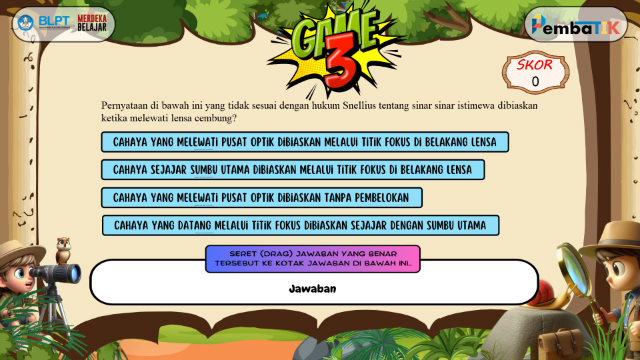 BLPT
MERDEKA
BELAJAR
GAME
3
PembaTIK
SKOR
0
Pernyataan di bawah ini yang tidak sesuai dengan hukum Snellius tentang sinar sinar istimewa dibiaskan
ketika melewati lensa cembung?
CAHAYA YANG MELEWATI PUSAT OPTIK DIBIASKAN MELALUI TITIK FOKUS DI BELAKANG LENSA
CAHAYA SEJAJAR SUMBU UTAMA DIBIASKAN MELALUI TITIK FOKUS DI BELAKANG LENSA
CAHAYA YANG MELEWATI PUSAT OPTIK DIBIASKAN TANPA PEMBELOKAN
CAHAYA YANG DATANG MELALUI TITIK FOKUS DIBIASKAN SEJAJAR DENGAN SUMBU UTAMA
SERET (DRAG) JAWABAN YANG BENAR
TERSEBUT KE KOTAK JAWABAN DI BAWAH INI..
Jawaban